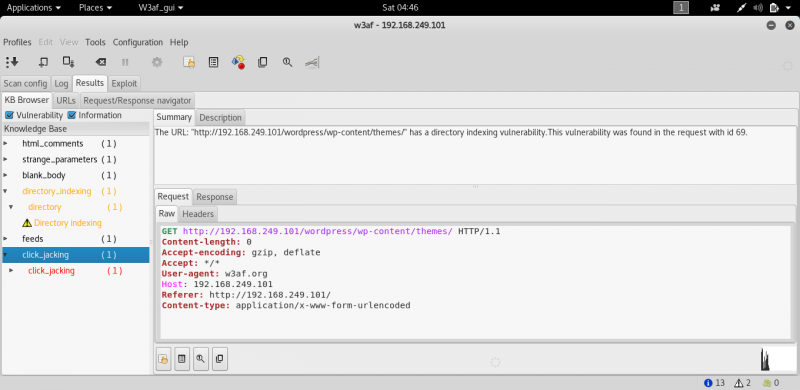 Applications Places W3af_gui Sat 04:46 1
w3af - 192.168.249.101
Profiles Edit View Tools Configuration Help
Scan config Log Results Exploit
KB Browser URLs Request/Response navigator
Vulnerability Information
Knowledge Base
html_comments ( 1 )
strange_parameters ( 1 )
blank_body ( 1 )
directory_indexing ( 1 )
directory ( 1 )
Directory indexing
feeds ( 1 )
click_jacking ( 1 )
click_jacking ( 1 )
Summary Description
The URL: "http://192.168.249.101/wordpress/wp-content/themes/" has a directory indexing vulnerability.This vulnerability was found in the request with id 69.
Request Response
Raw Headers
GET http://192.168.249.101/wordpress/wp-content/themes/ HTTP/1.1
Content-length: 0
Accept-encoding: gzip, deflate
Accept: */*
User-agent: w3af.org
Host: 192.168.249.101
Referer: http://192.168.249.101/
Content-type: application/x-www-form-urlencoded
13 2 0